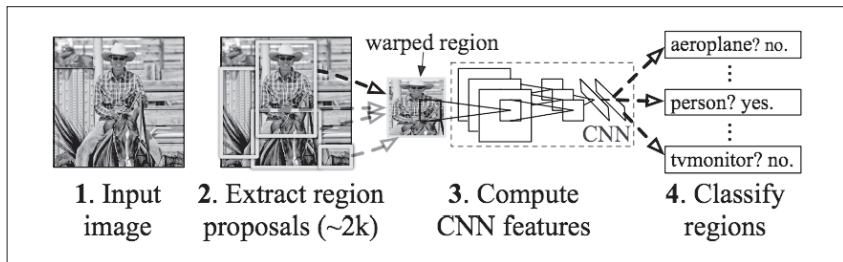 warped region
aeroplane? no.
person? yes.
CNN
tvmonitor? no.
1. Input
image
2. Extract region
proposals (~2k)
3. Compute
CNN features
4. Classify
regions